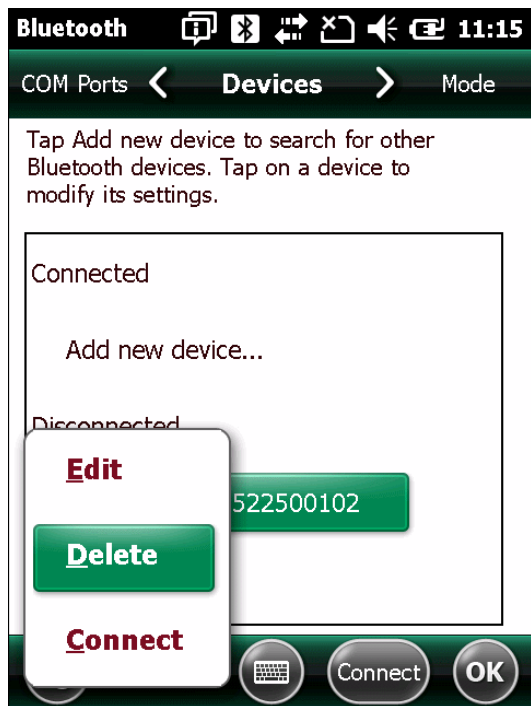 Bluetooth 11:15
COM Ports Devices Mode
Tap Add new device to search for other
Bluetooth devices. Tap on a device to
modify its settings.
Connected
Add new device...
Disconnected
Edit
522500102
Delete
Connect
Connect OK